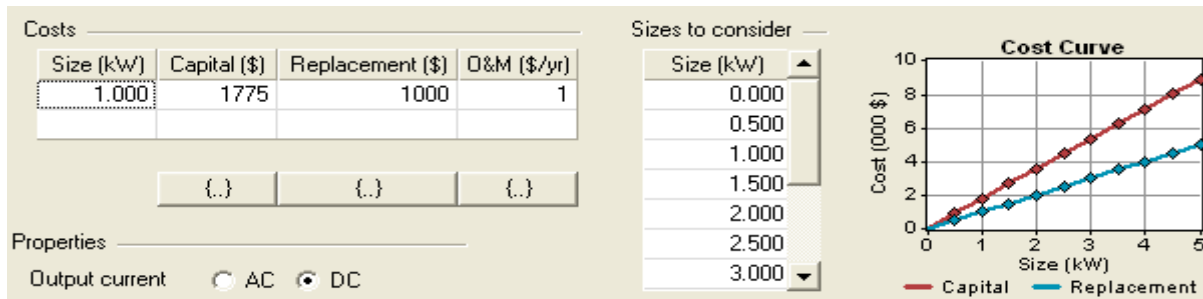 Costs
Size (kW) Capital ($) Replacement ($) O&M ($/yr)
1.000 1775 1000 1
{..} {..} {..}
Properties
Output current AC DC
Sizes to consider
Size (kW)
0.000
0.500
1.000
1.500
2.000
2.500
3.000
Cost Curve
Cost (000 $)
10
8
6
4
2
0
0 1 2 3 4 5
Size (kW)
Capital Replacement